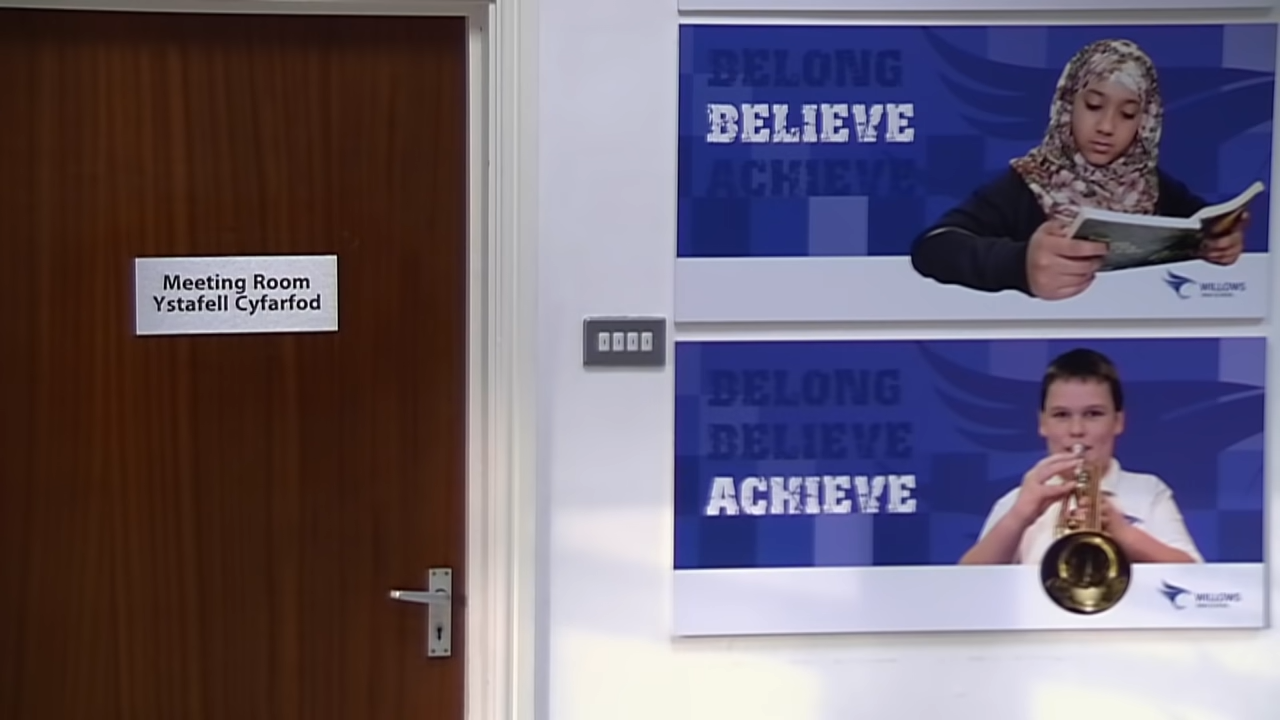 Meeting Room
Ystafell Cyfarfod
BELONG
BELIEVE
ACHIEVE
WILLOWS
BELONG
BELIEVE
ACHIEVE
WILLOWS